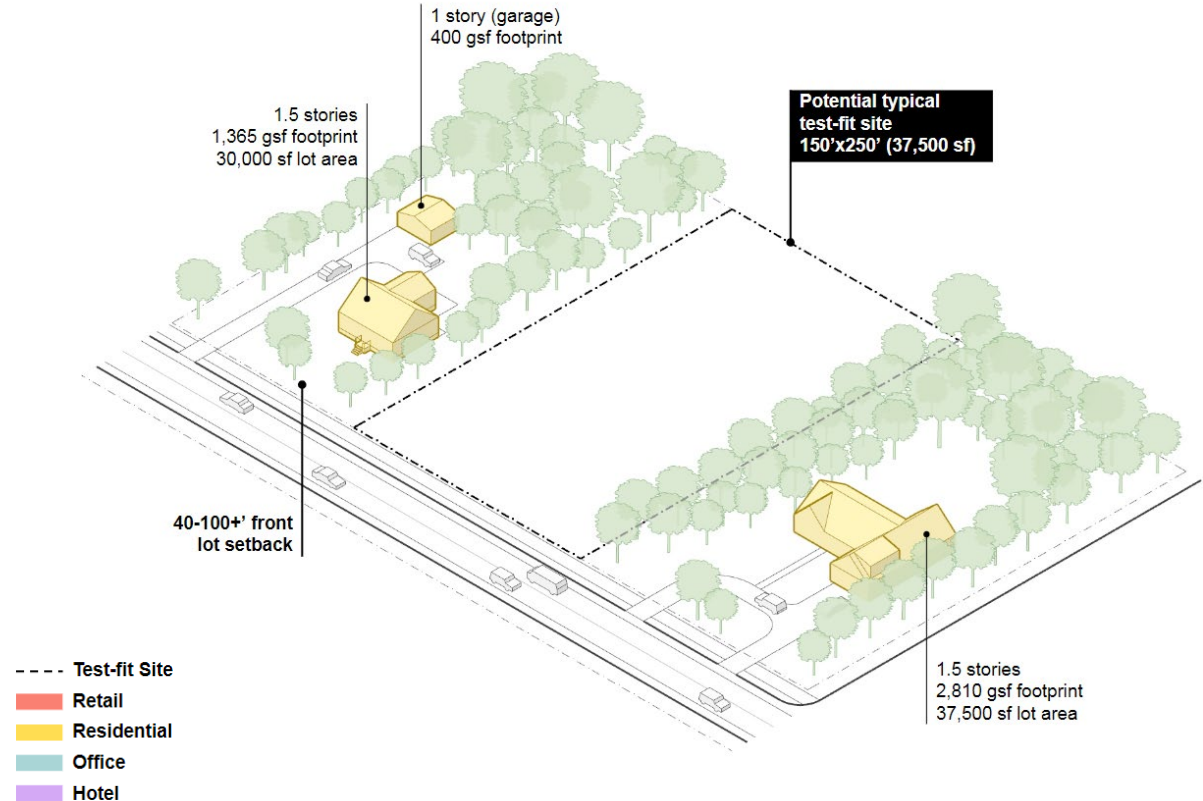 1 story (garage)
400 gsf footprint
1.5 stories
1,365 gsf footprint
30,000 sf lot area
Potential typical
test-fit site
150’x250’ (37,500 sf)
40-100+’ front
lot setback
1.5 stories
2,810 gsf footprint
37,500 sf lot area
Test-fit Site
Retail
Residential
Office
Hotel